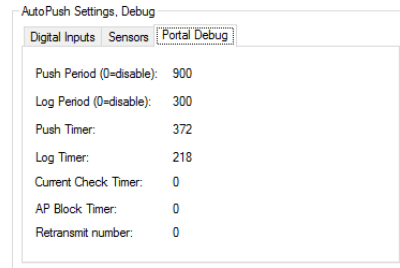 AutoPush Settings, Debug
Digital Inputs Sensors Portal Debug
Push Period (0=disable): 900
Log Period (0=disable): 300
Push Timer: 372
Log Timer: 218
Current Check Timer: 0
AP Block Timer: 0
Retransmit number: 0